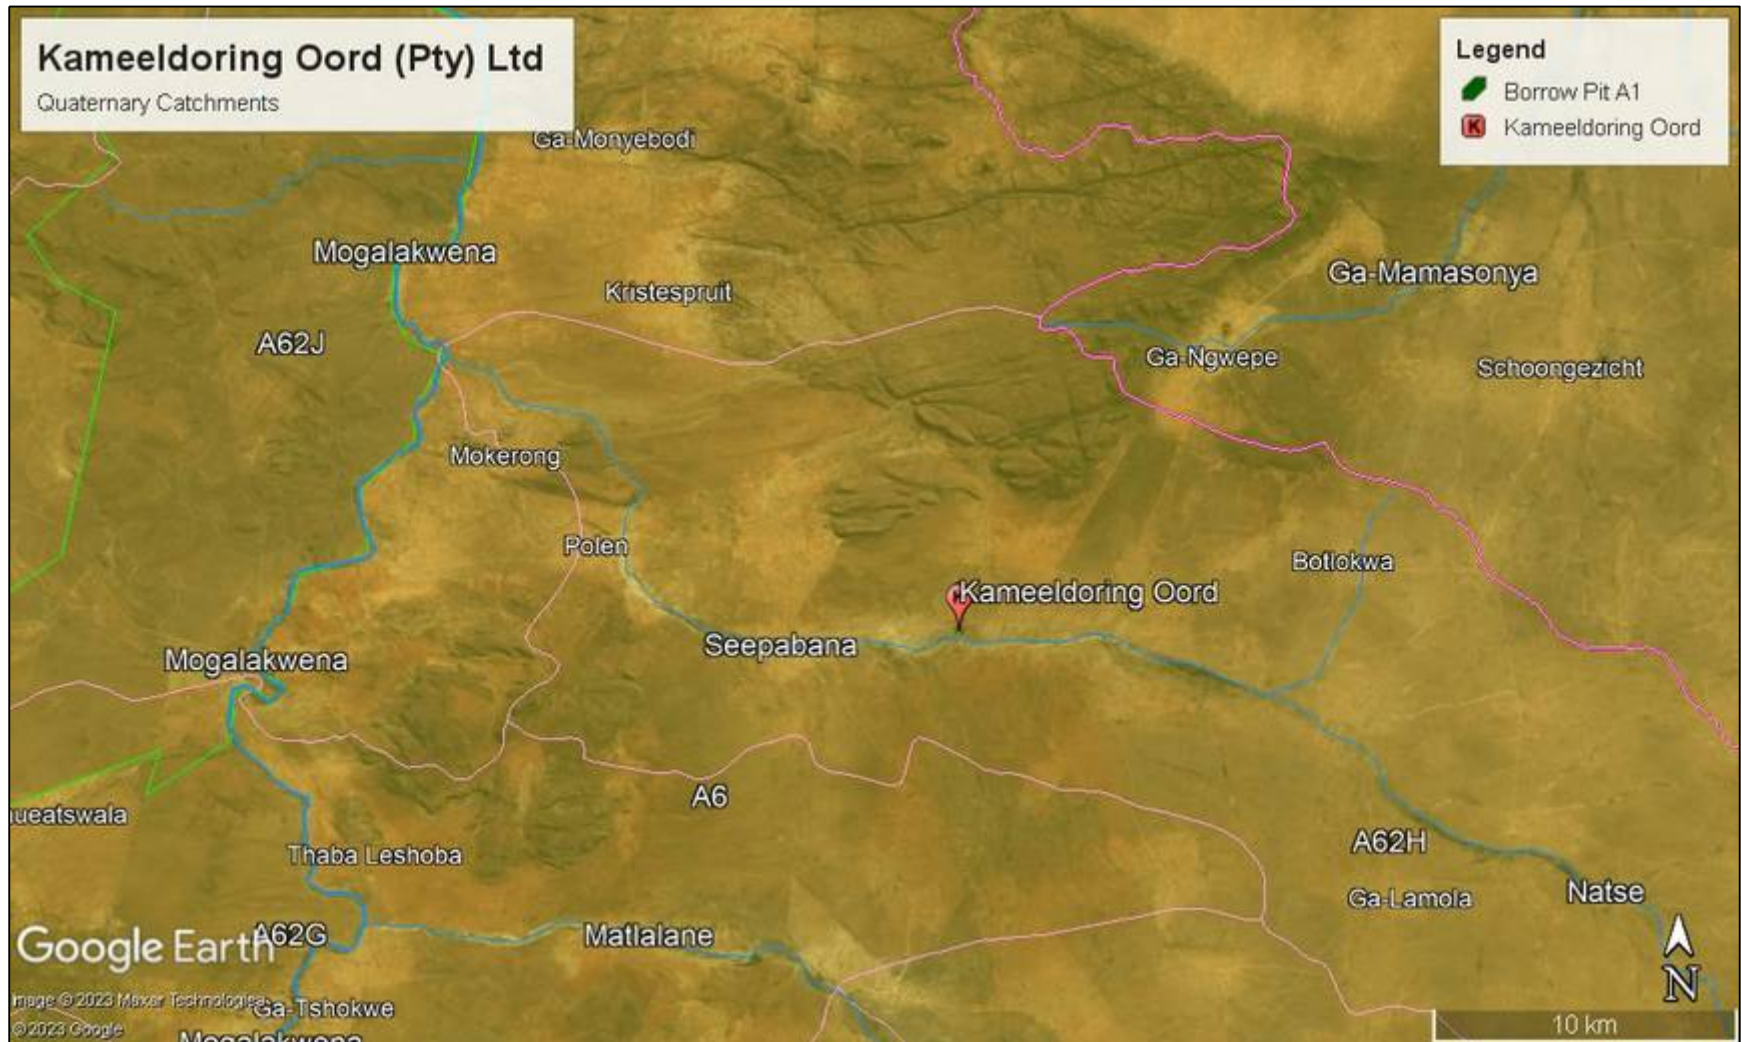 Kameeldoring Oord (Pty) Ltd
Quaternary Catchments
Legend
Borrow Pit A1
K Kameeldoring Oord
Ga-Monyebodi
Mogalakwena
Kristespruit
Ga-Mamasonya
A62J
Ga-Ngwepe
Schoongezicht
Mokerong
Polen
Botlokwa
Kameeldoring Oord
Seepabana
Mogalakwena
A6
ueatswala
A62H
Thaba Leshoba
Ga-Lamola
Natse
A62G
Matlalane
Google Earth
Image © 2023 Maxar Technologies
Ga-Tshokwe
N
10 km
© 2023 Google
Mogalakwena